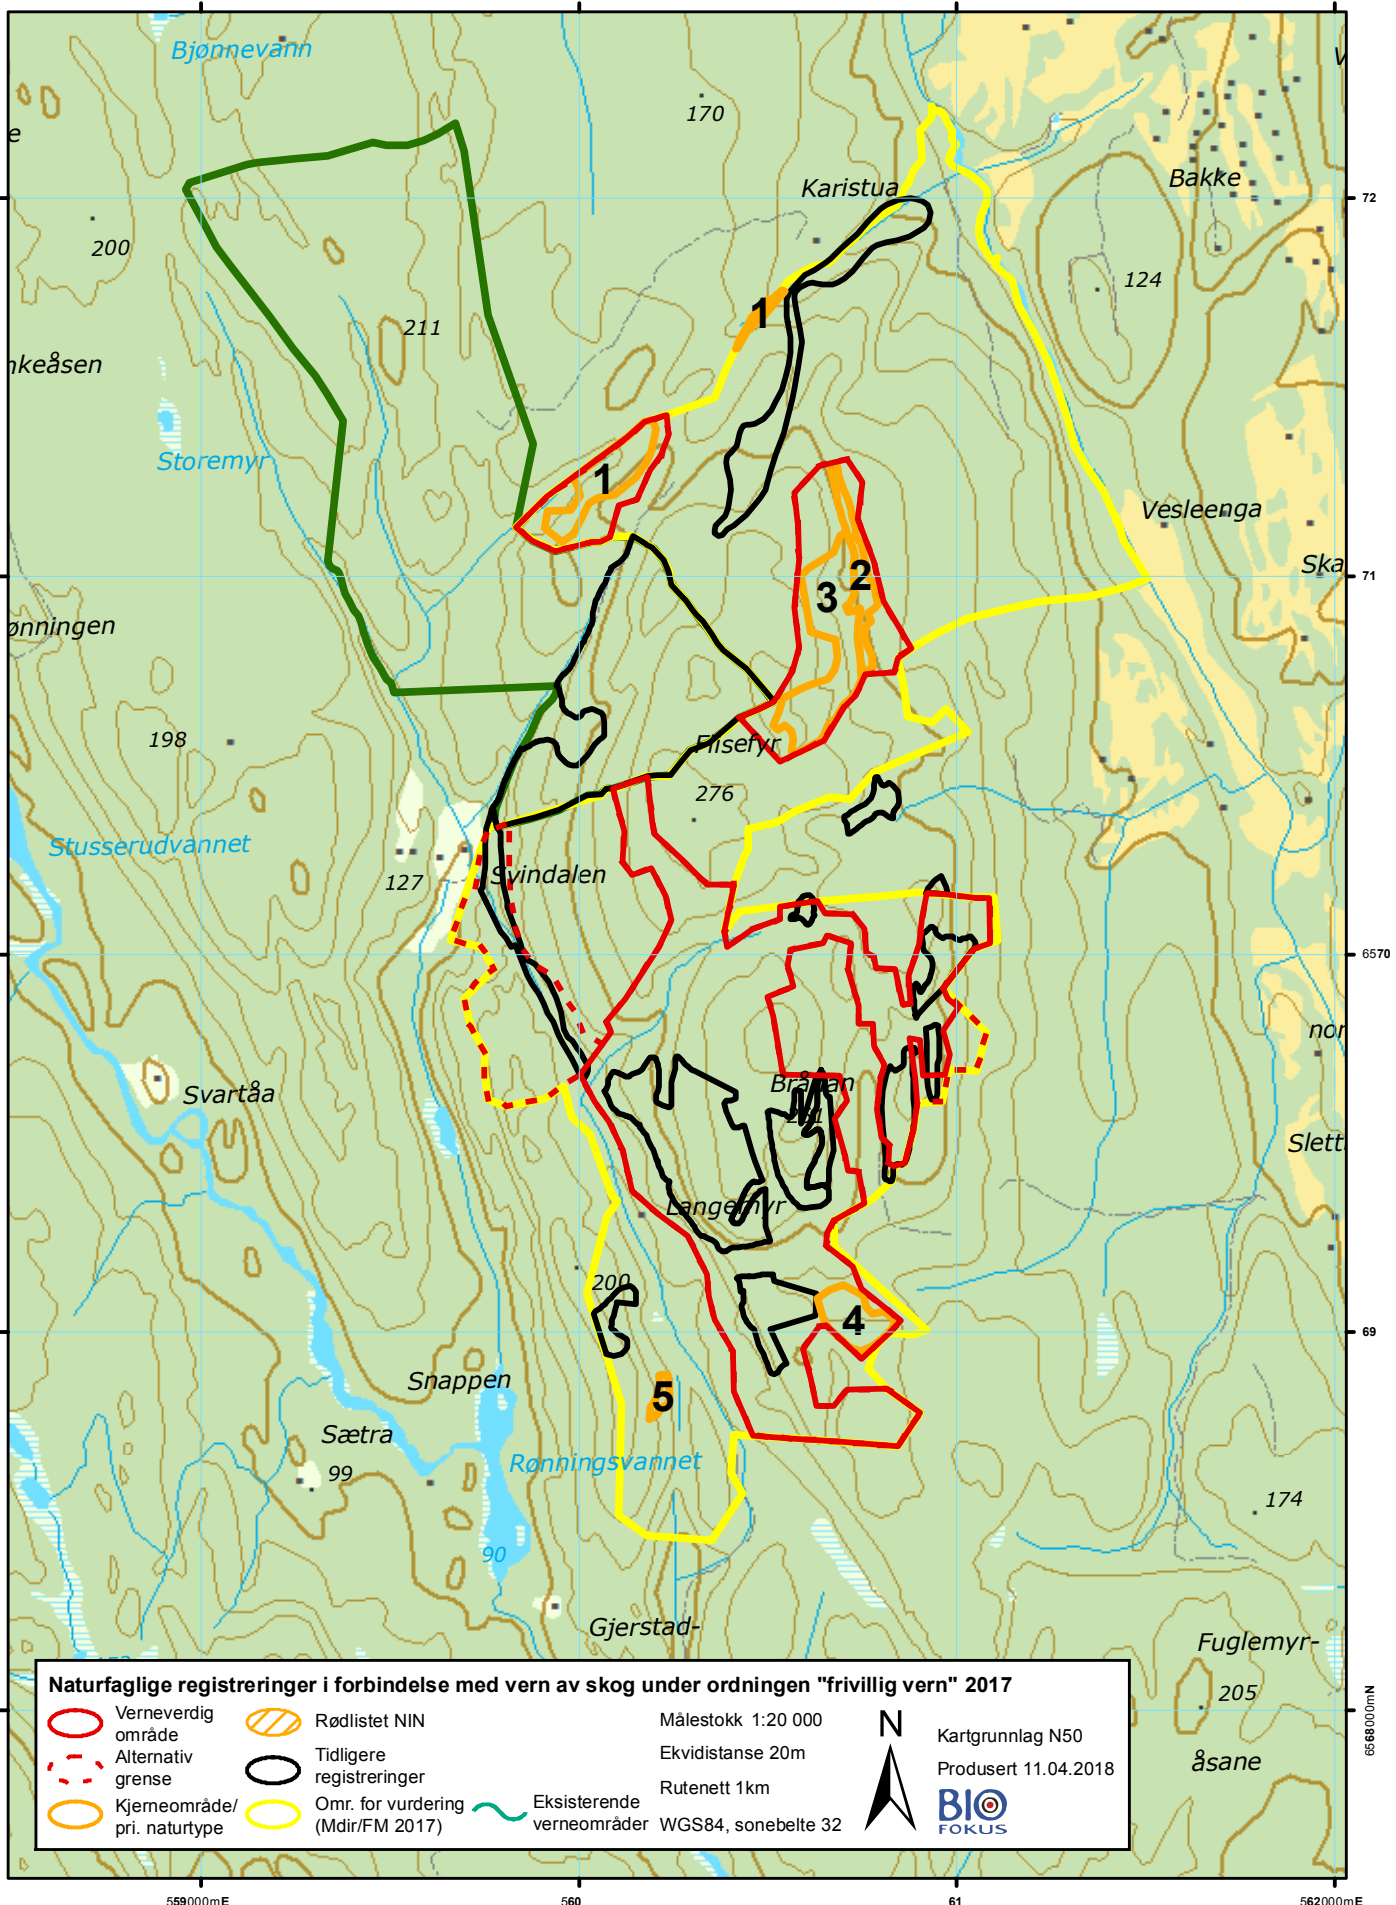 Bjønnevann
170
e
Karistua
Bakke
72
200
124
211
nkeåsen
Storemyr
1
1
Vesleenga
3
2
71
Ska
ønningen
198
Flisefyr
276
Stusserudvannet
127
Svindalen
6570
nor
Svartåa
Brånan
Slett
Langemyr
200
4
69
Snappen
5
Sætra
99
Rønningsvannet
174
90
Gjerstad-
Fuglemyr-
205
åsane
6568000mN
Naturfaglige registreringer i forbindelse med vern av skog under ordningen "frivillig vern" 2017
Verneverdig
område
Alternativ
grense
Kjerneområde/
pri. naturtype
Rødlistet NIN
Tidligere
registreringer
Omr. for vurdering
(Mdir/FM 2017)
Eksisterende
verneområder
Målestokk 1:20 000
Ekvidistanse 20m
Rutenett 1km
WGS84, sonebelte 32
N
Kartgrunnlag N50
Produsert 11.04.2018
BIO
FOKUS
559000mE
560
61
562000mE